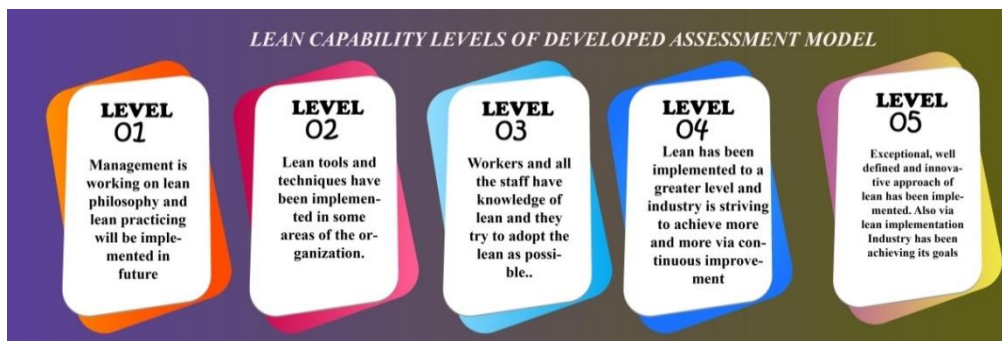 LEAN CAPABILITY LEVELS OF DEVELOPED ASSESSMENT MODEL
LEVEL
01
Management is
working on lean
philosophy and
lean practicing
will be imple-
mented in
future
LEVEL
02
Lean tools and
techniques have
been implemen-
ted in some
areas of the or-
ganization.
LEVEL
03
Workers and all
the staff have
knowledge of
lean and they
try to adopt the
lean as possi-
ble..
LEVEL
04
Lean has been
implemented to a
greater level and
industry is striving
to achieve more
and more via con-
tinuous improve-
ment
LEVEL
05
Exceptional, well
defined and innova-
tive approach of
lean has been imple-
mented. Also via
lean implementation
Industry has been
achieving its goals